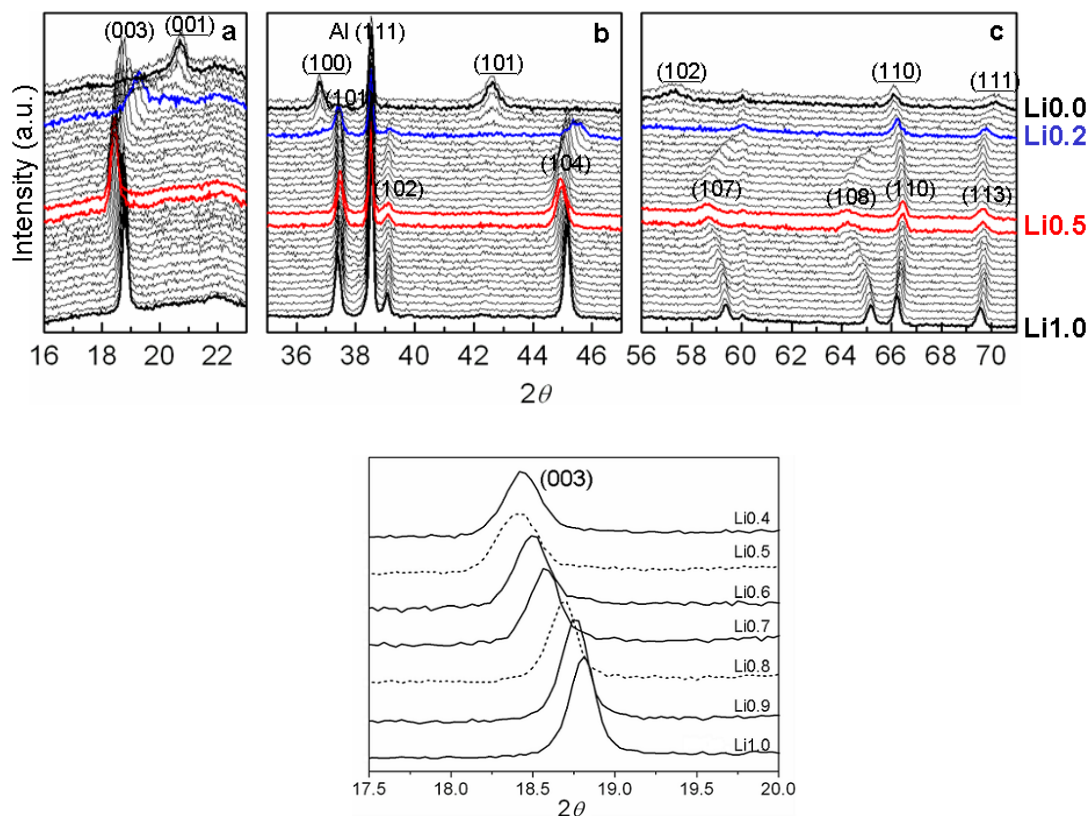 Intensity (a.u.)
(003) (001) a
Al (111) b
(100) (101)
(101)
(102) (104)
c
(102) (110) (111)
(107) (108) (110) (113)
Li0.0
Li0.2
Li0.5
Li1.0
16 18 20 22
36 38 40 42 44 46
56 58 60 62 64 66 68 70
2θ
(003)
Li0.4
Li0.5
Li0.6
Li0.7
Li0.8
Li0.9
Li1.0
17.5 18.0 18.5 19.0 19.5 20.0
2θ